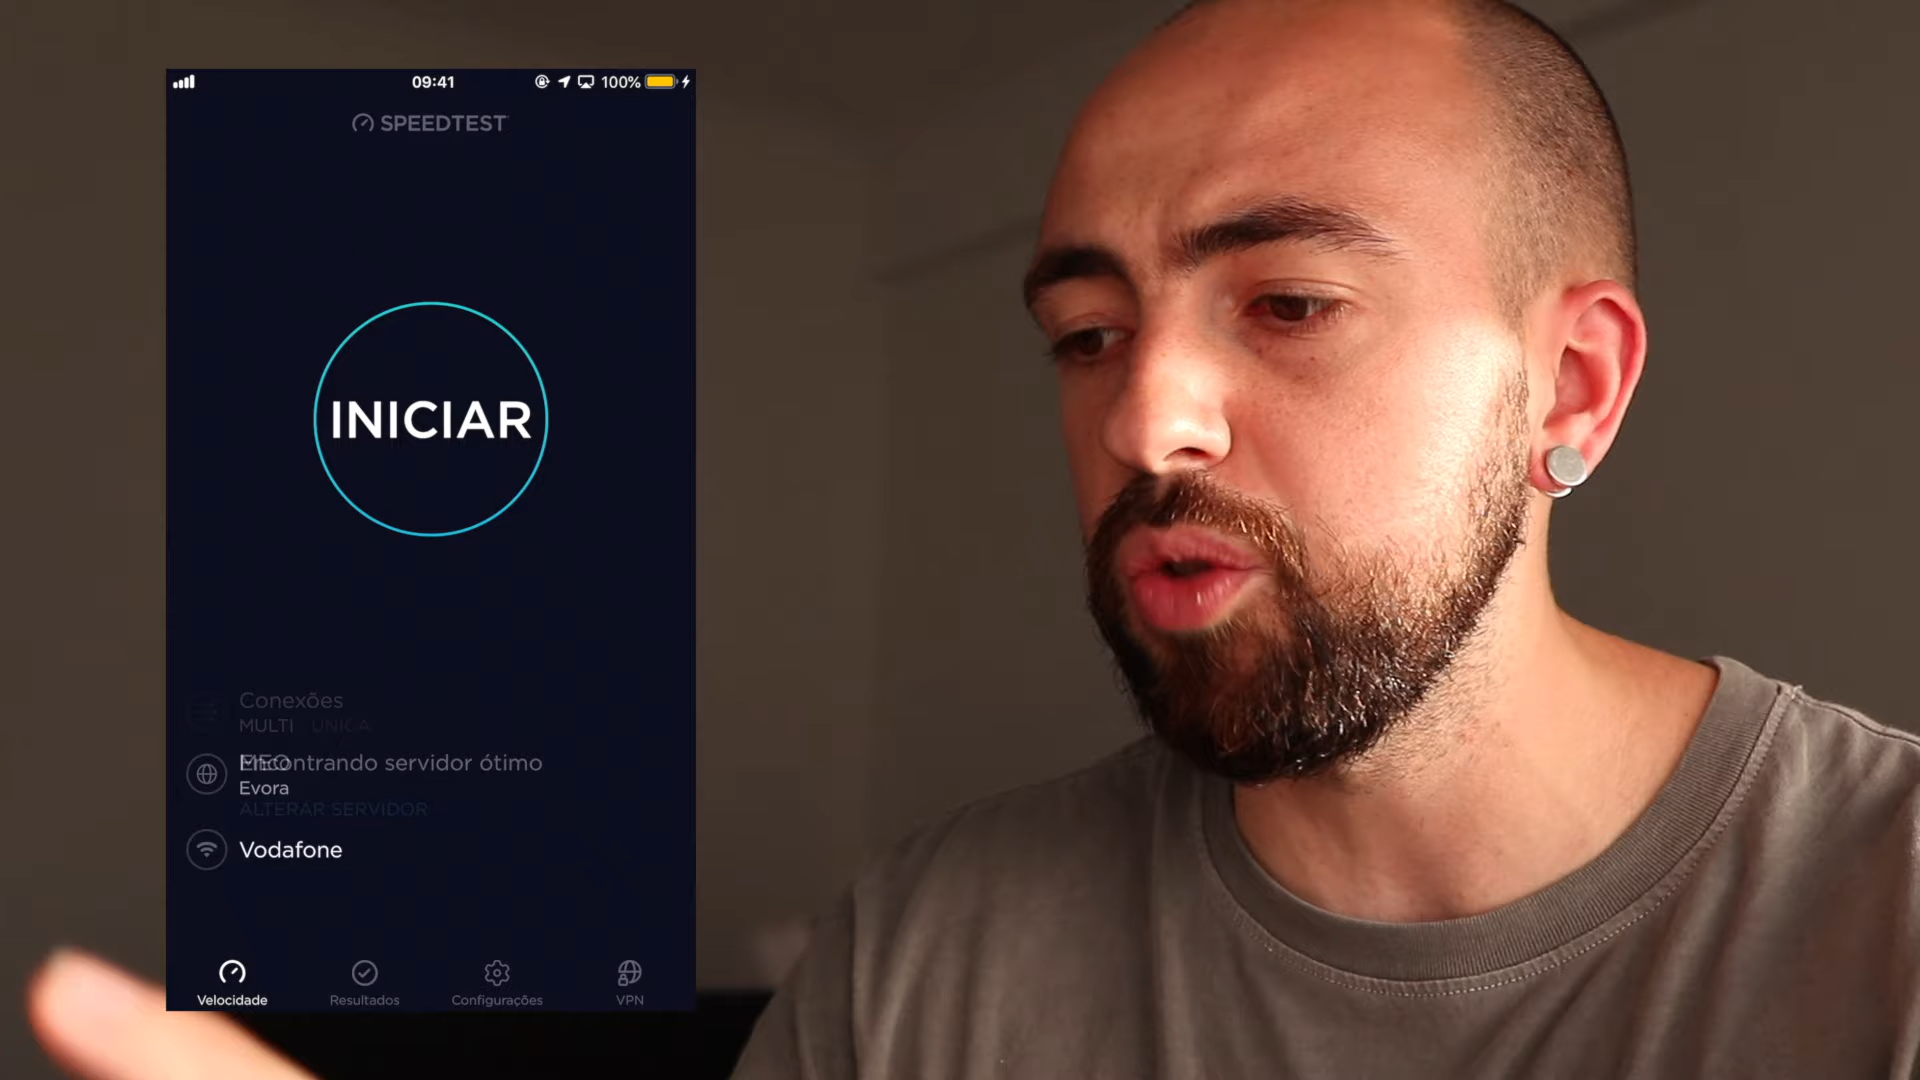 09:41 100%
SPEEDTEST
INICIAR
Conexões
MULTI ÚNICA
MEO
Encontrando servidor ótimo
Evora
ALTERAR SERVIDOR
Vodafone
Velocidade Resultados Configurações VPN